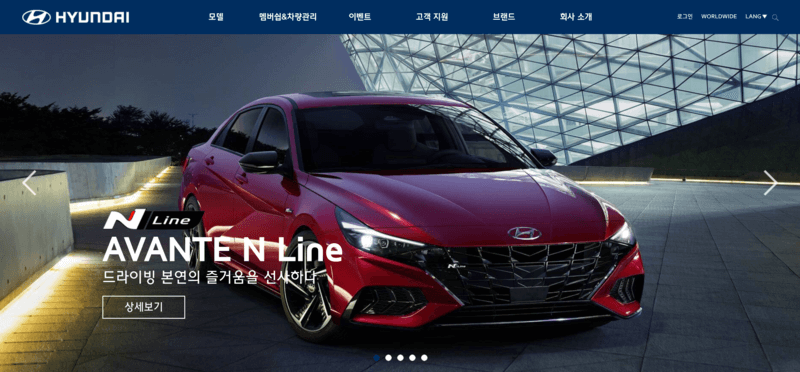 HYUNDAI
모델
멤버쉽&차량관리
이벤트
고객 지원
브랜드
회사 소개
로그인
WORLDWIDE
LANG ▼
N Line
AVANTE N Line
드라이빙 본연의 즐거움을 선사하다
상세보기